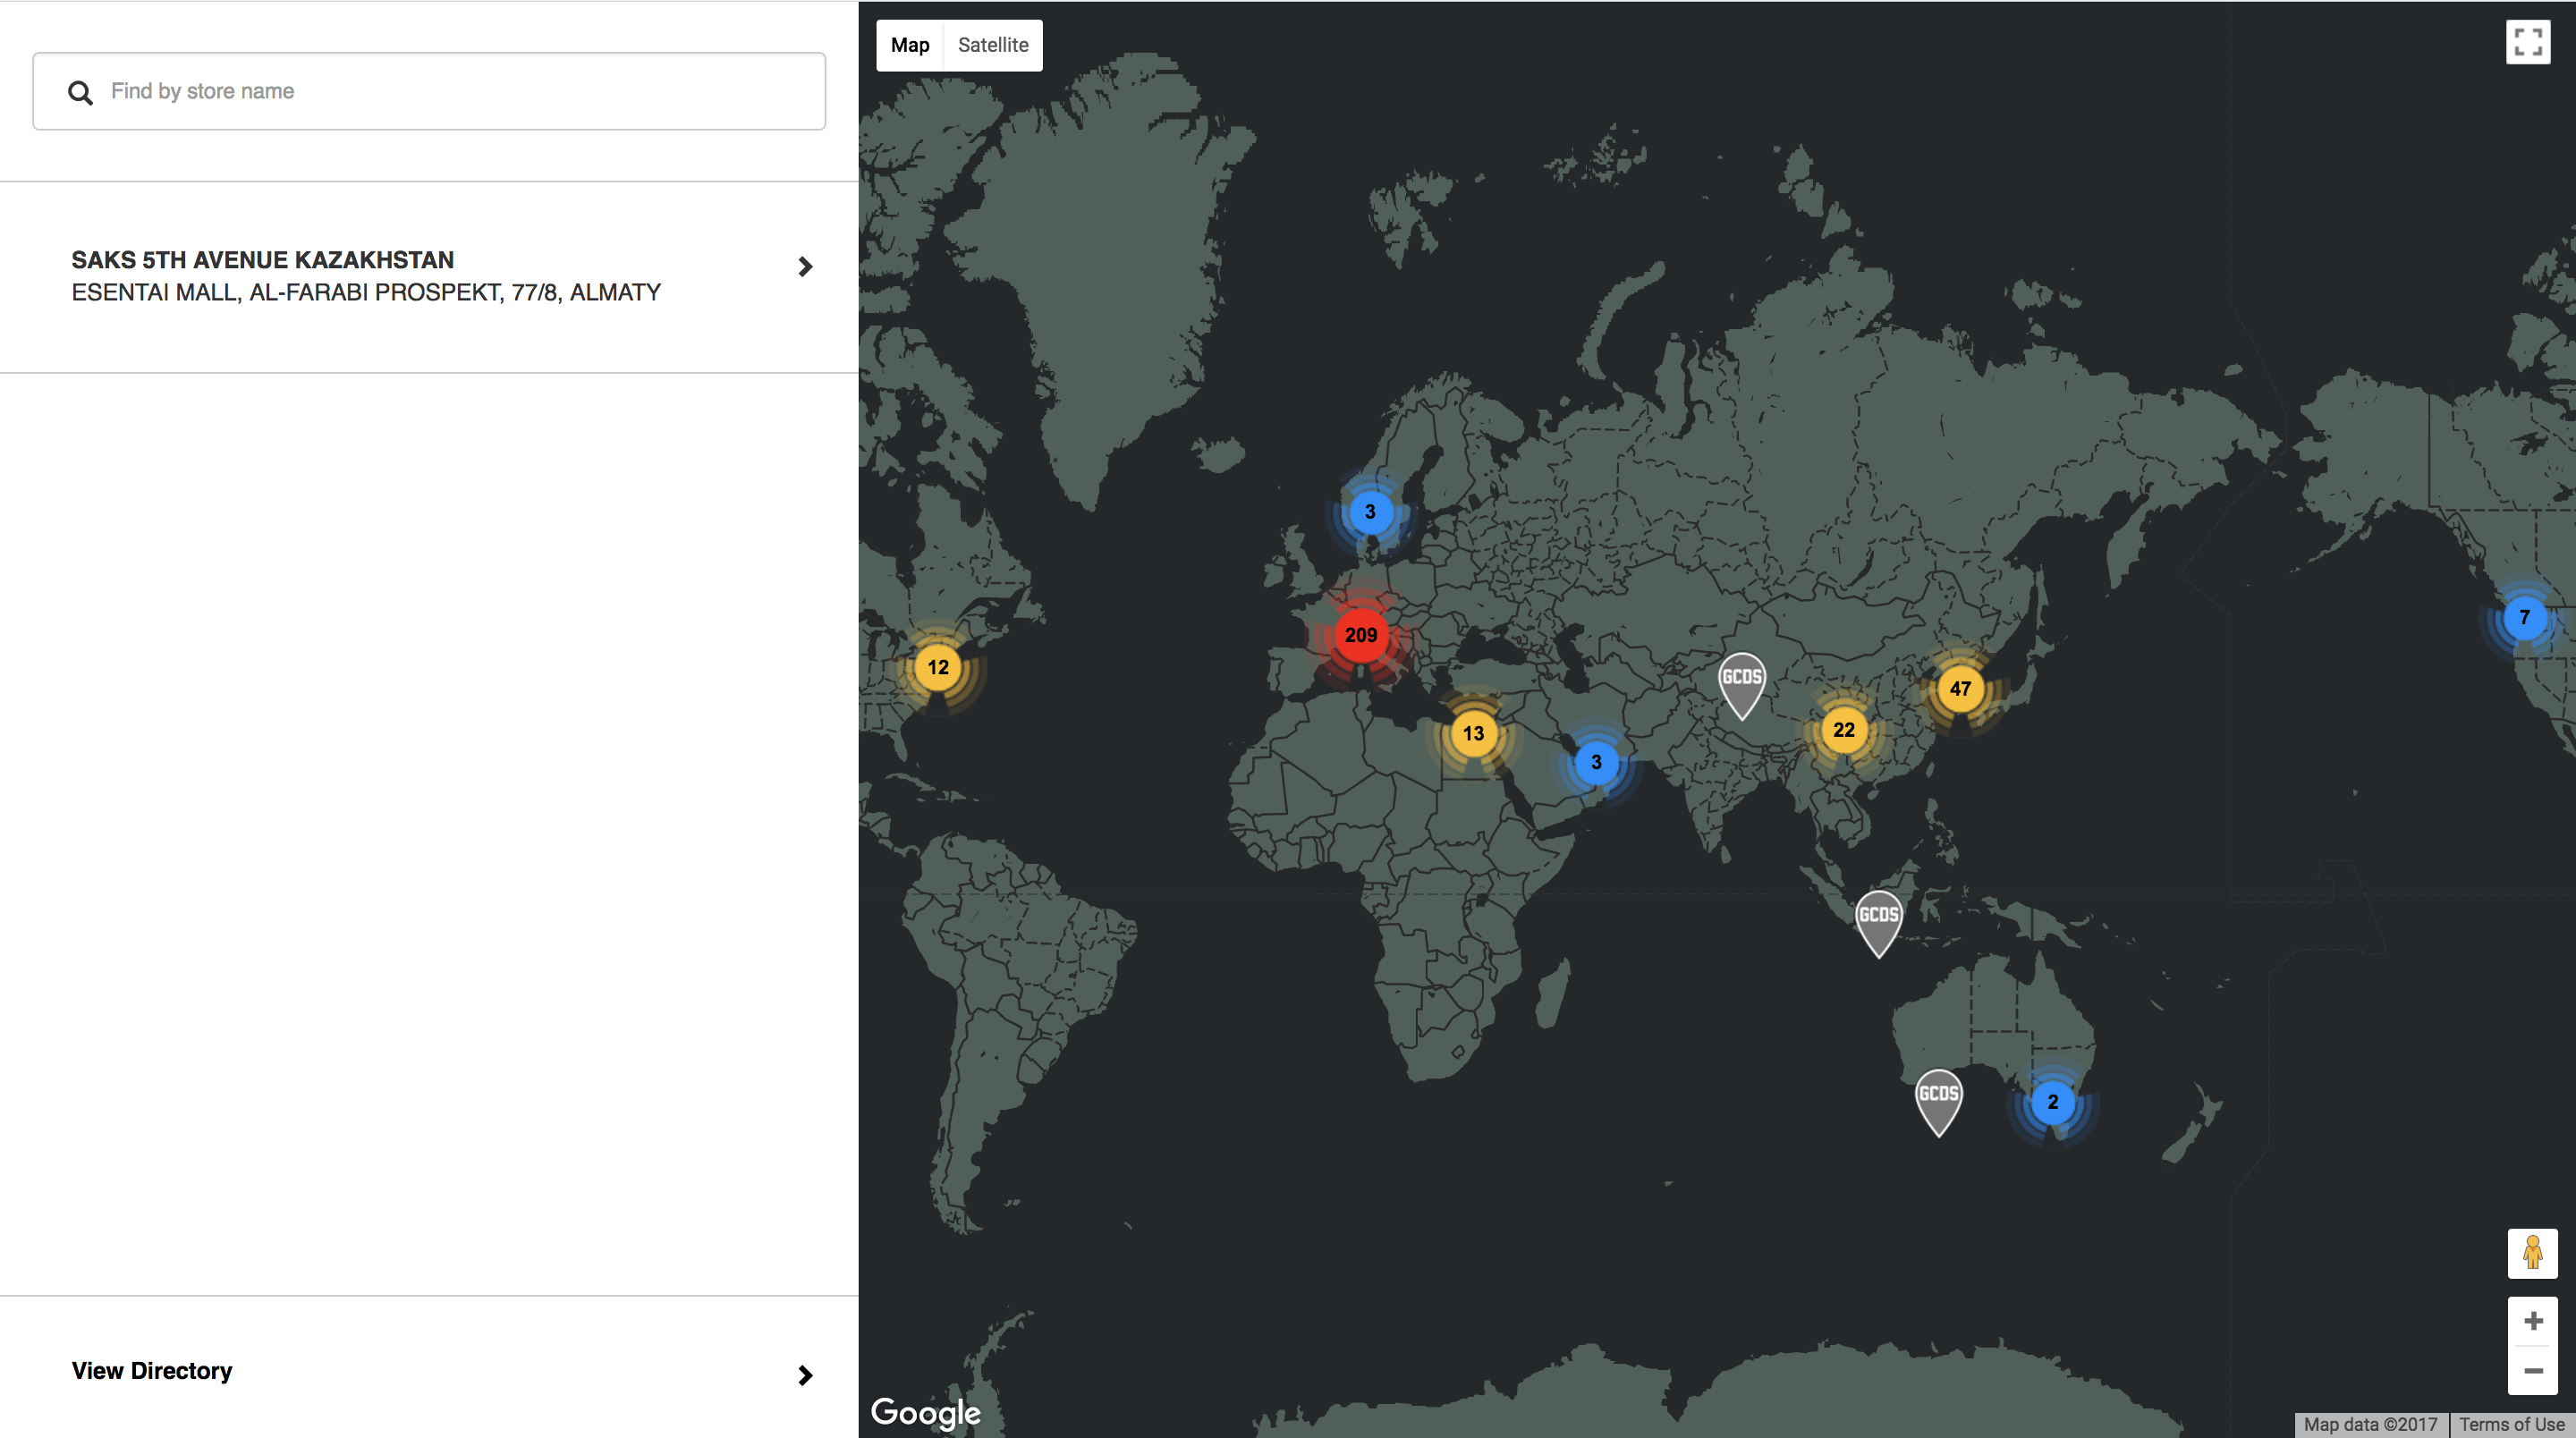 Find by store name
SAKS 5TH AVENUE KAZAKHSTAN
ESENTAI MALL, AL-FARABI PROSPEKT, 77/8, ALMATY
View Directory
Map Satellite
3
209
12
7
GCDS
47
13
22
3
GCDS
GCDS
2
Google
Map data ©2017 Terms of Use